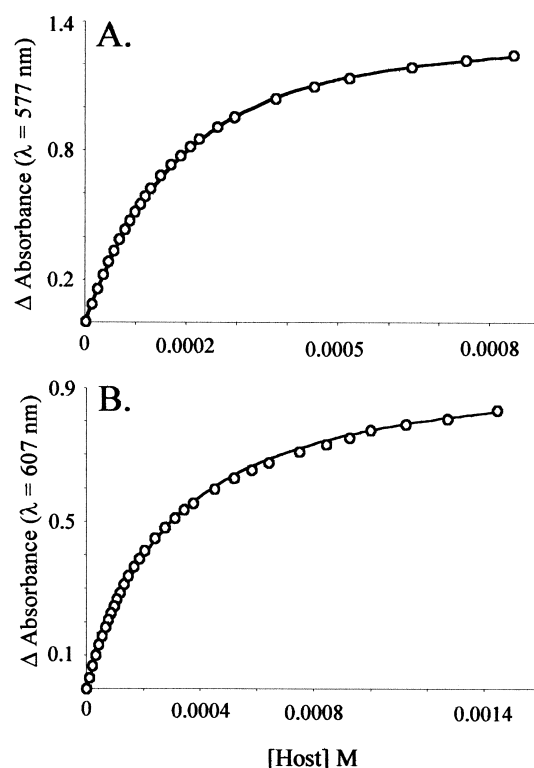 A.
Δ Absorbance (λ = 577 nm)
1.4
0.8
0.2
0
0.0002
0.0005
0.0008
B.
Δ Absorbance (λ = 607 nm)
0.9
0.5
0.1
0
0.0004
0.0008
0.0014
[Host] M